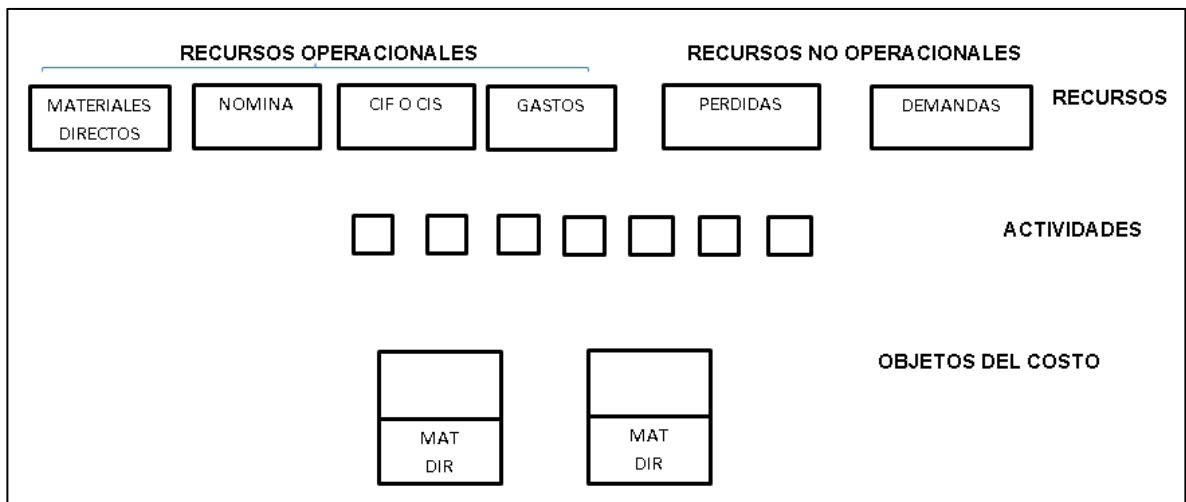 RECURSOS OPERACIONALES
RECURSOS NO OPERACIONALES
MATERIALES
DIRECTOS
NOMINA
CIF O CIS
GASTOS
PERDIDAS
DEMANDAS
RECURSOS
ACTIVIDADES
OBJETOS DEL COSTO
MAT
DIR
MAT
DIR